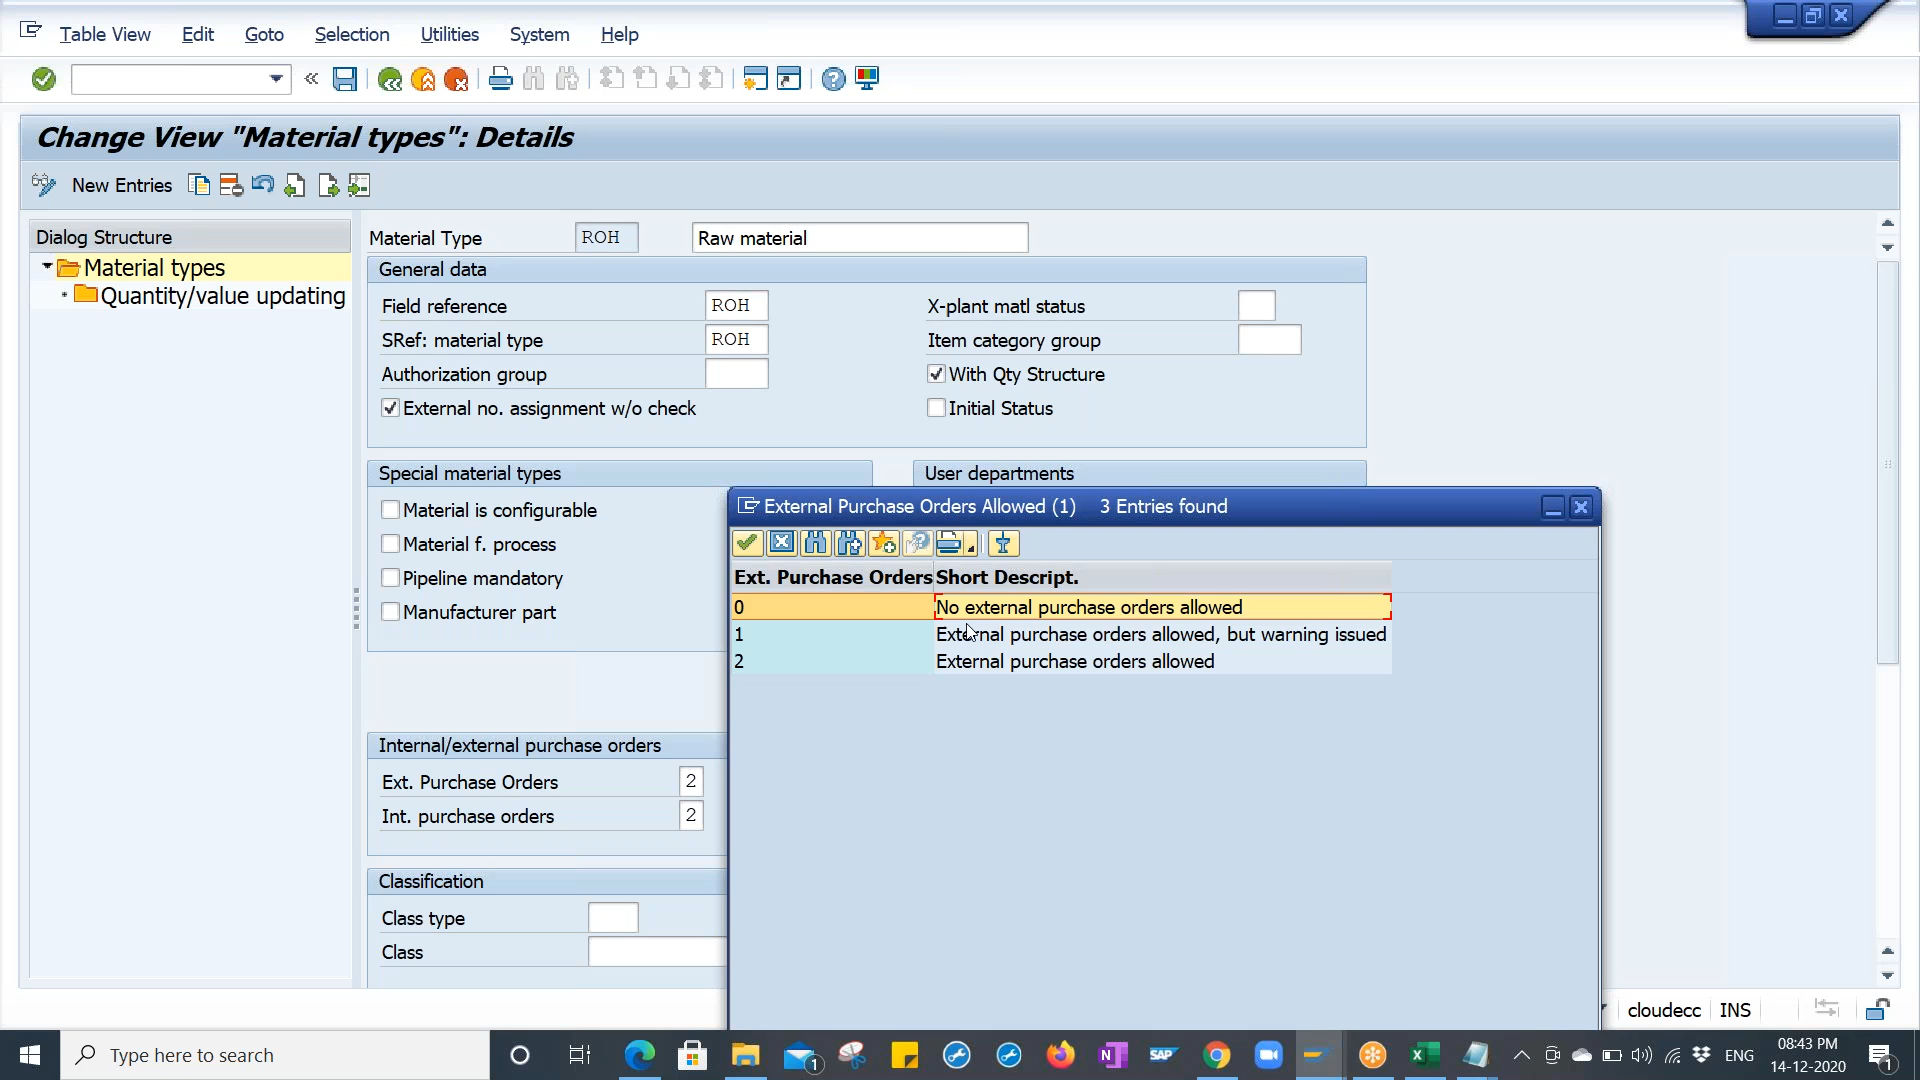 Table View Edit Goto Selection Utilities System Help
Change View "Material types": Details
New Entries
Dialog Structure
Material types
Quantity/value updating
Material Type ROH Raw material
General data
Field reference ROH X-plant matl status
SRef: material type ROH Item category group
Authorization group With Qty Structure
External no. assignment w/o check Initial Status
Special material types User departments
Material is configurable
Material f. process
Pipeline mandatory
Manufacturer part
External Purchase Orders Allowed (1) 3 Entries found
Ext. Purchase Orders Short Descript.
0 No external purchase orders allowed
1 External purchase orders allowed, but warning issued
2 External purchase orders allowed
Internal/external purchase orders
Ext. Purchase Orders 2
Int. purchase orders 2
Classification
Class type
Class
cloudecc INS
Type here to search
1
SAP
ENG
08:43 PM
14-12-2020
1